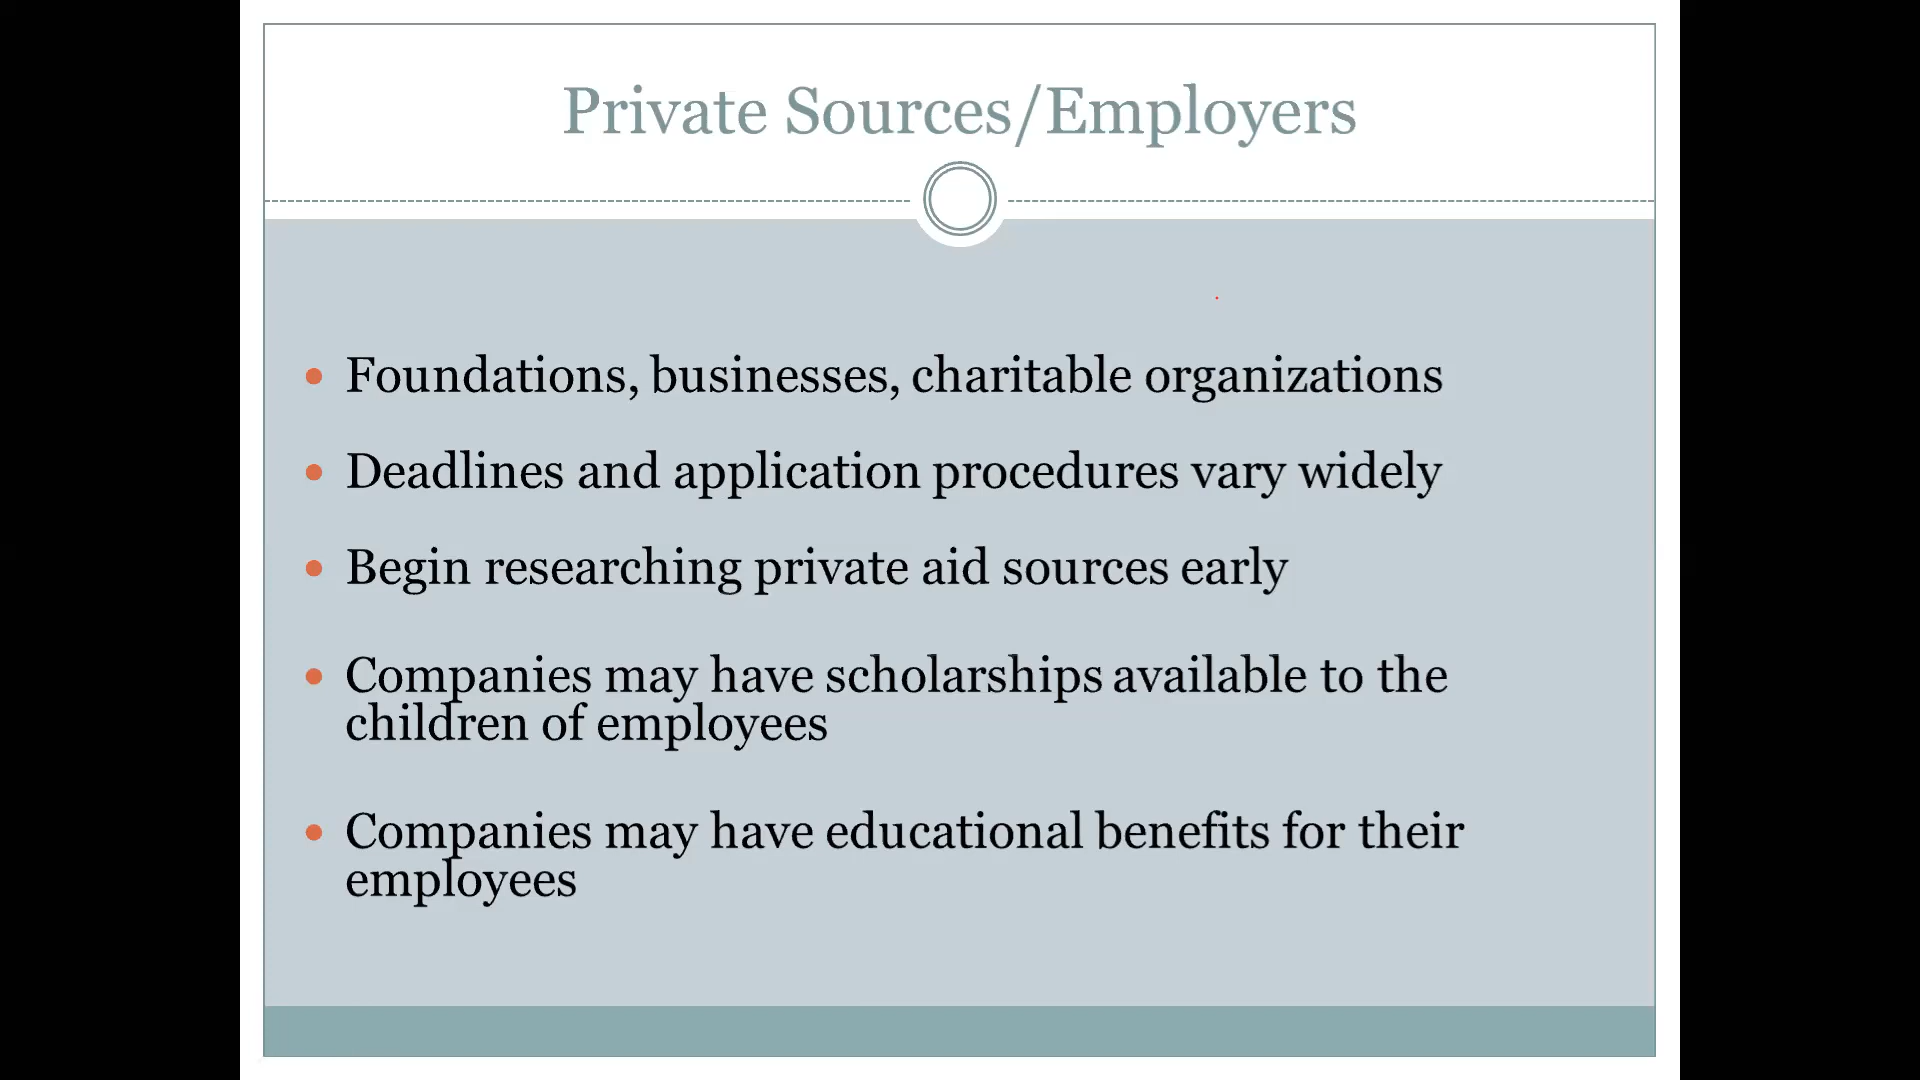 Private Sources/Employers
• Foundations, businesses, charitable organizations
• Deadlines and application procedures vary widely
• Begin researching private aid sources early
• Companies may have scholarships available to the
children of employees
• Companies may have educational benefits for their
employees